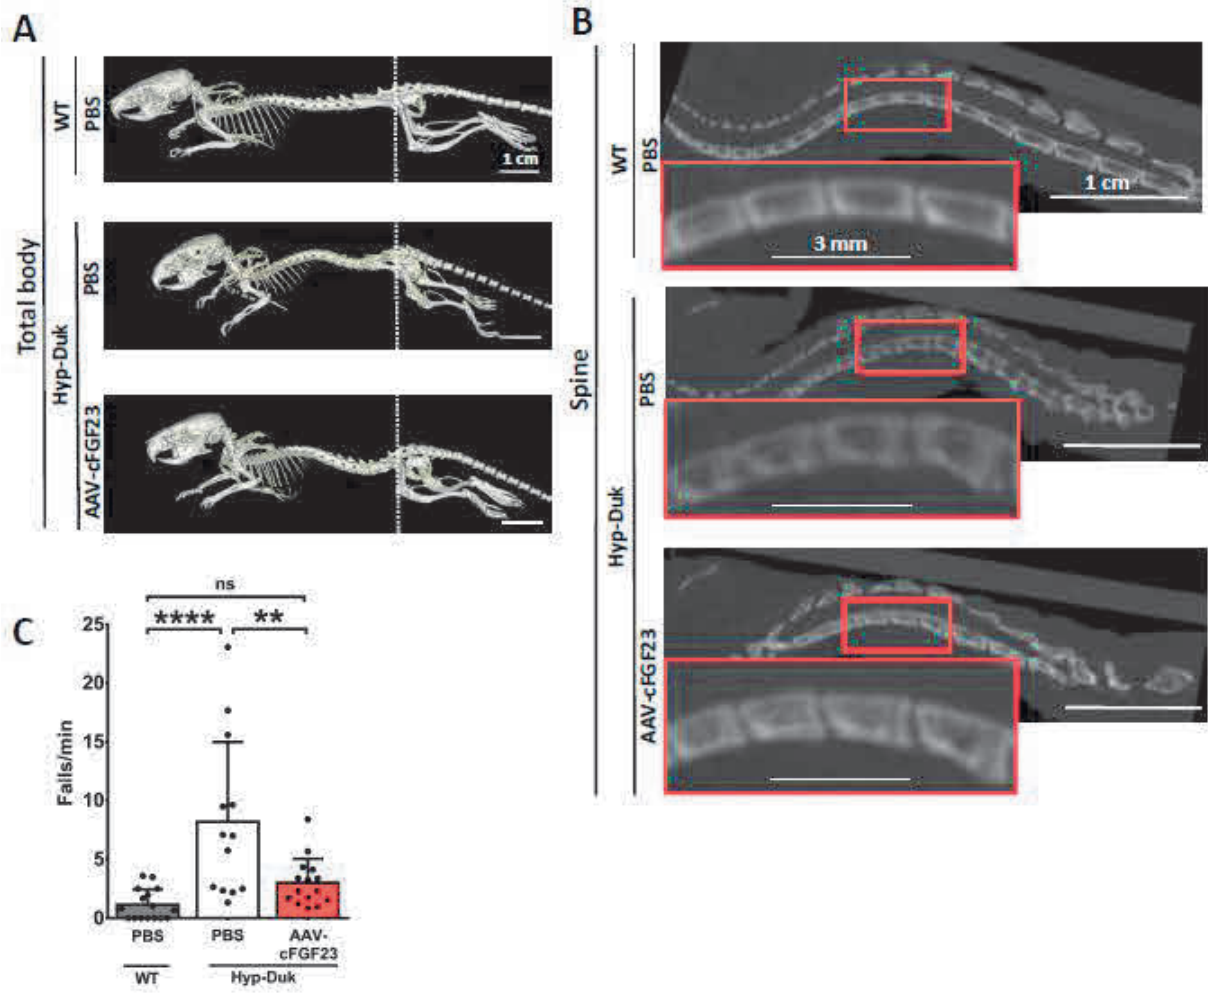 A
Total body
WT
PBS
1 cm
Hyp-Duk
PBS
AAV-cFGF23
B
Spine
WT
PBS
1 cm
3 mm
Hyp-Duk
PBS
AAV-cFGF23
C
ns
**** **
Falls/min
25
20
15
10
5
0
PBS PBS AAV-
cFGF23
WT Hyp-Duk